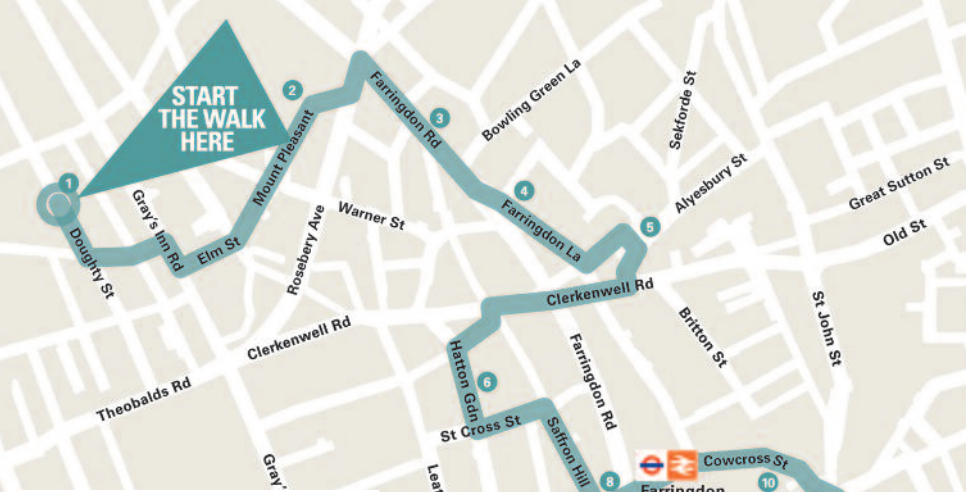 START
THE WALK
HERE
1
2
3
4
5
6
8
10
Doughty St
Gray's Inn Rd
Elm St
Mount Pleasant
Farringdon Rd
Bowling Green La
Sekforde St
Alyesbury St
Great Sutton St
Old St
Warner St
Rosebery Ave
Farringdon La
Clerkenwell Rd
Clerkenwell Rd
Theobalds Rd
Hatton Gdn
St Cross St
Saffron Hill
Farringdon Rd
Britton St
St John St
Cowcross St
Farringdon
Gray'
Leat